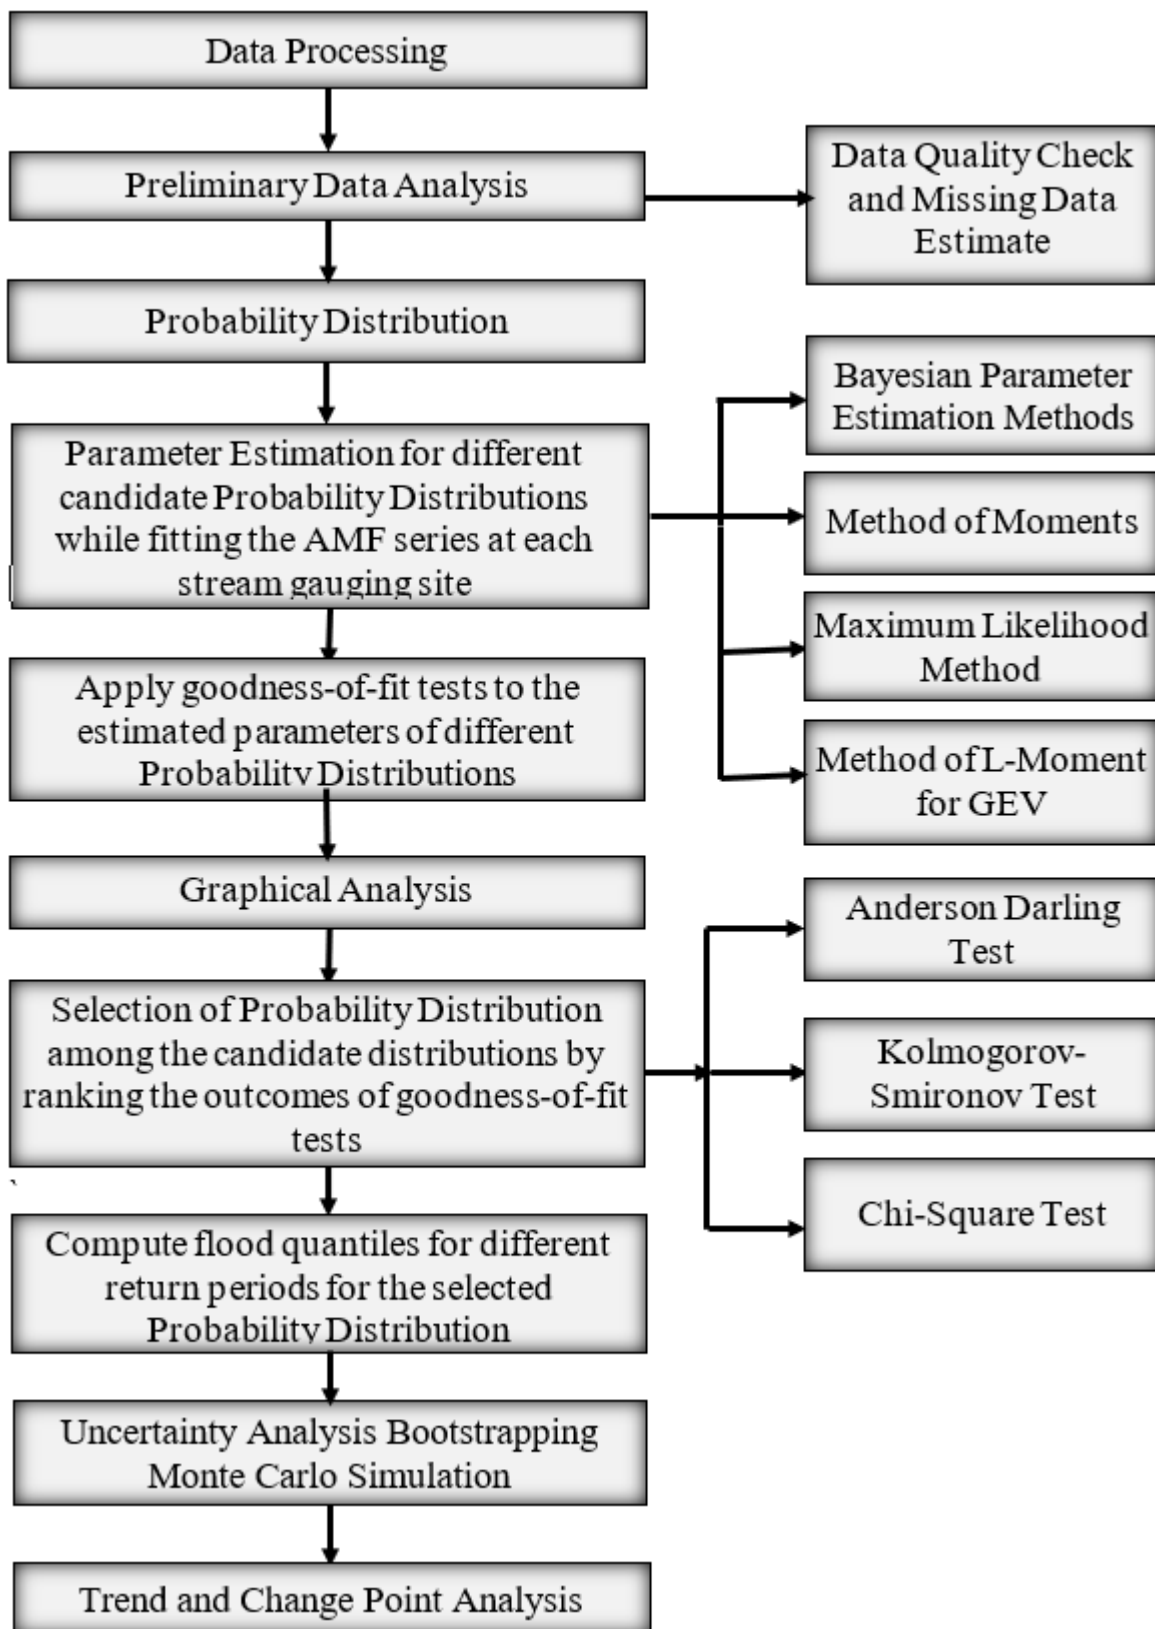 Data Processing
Preliminary Data Analysis
Data Quality Check
and Missing Data
Estimate
Probability Distribution
Parameter Estimation for different
candidate Probability Distributions
while fitting the AMF series at each
stream gauging site
Bayesian Parameter
Estimation Methods
Method of Moments
Maximum Likelihood
Method
Method of L-Moment
for GEV
Apply goodness-of-fit tests to the
estimated parameters of different
Probability Distributions
Graphical Analysis
Selection of Probability Distribution
among the candidate distributions by
ranking the outcomes of goodness-of-fit
tests
Anderson Darling
Test
Kolmogorov-
Smironov Test
Chi-Square Test
Compute flood quantiles for different
return periods for the selected
Probability Distribution
Uncertainty Analysis Bootstrapping
Monte Carlo Simulation
Trend and Change Point Analysis